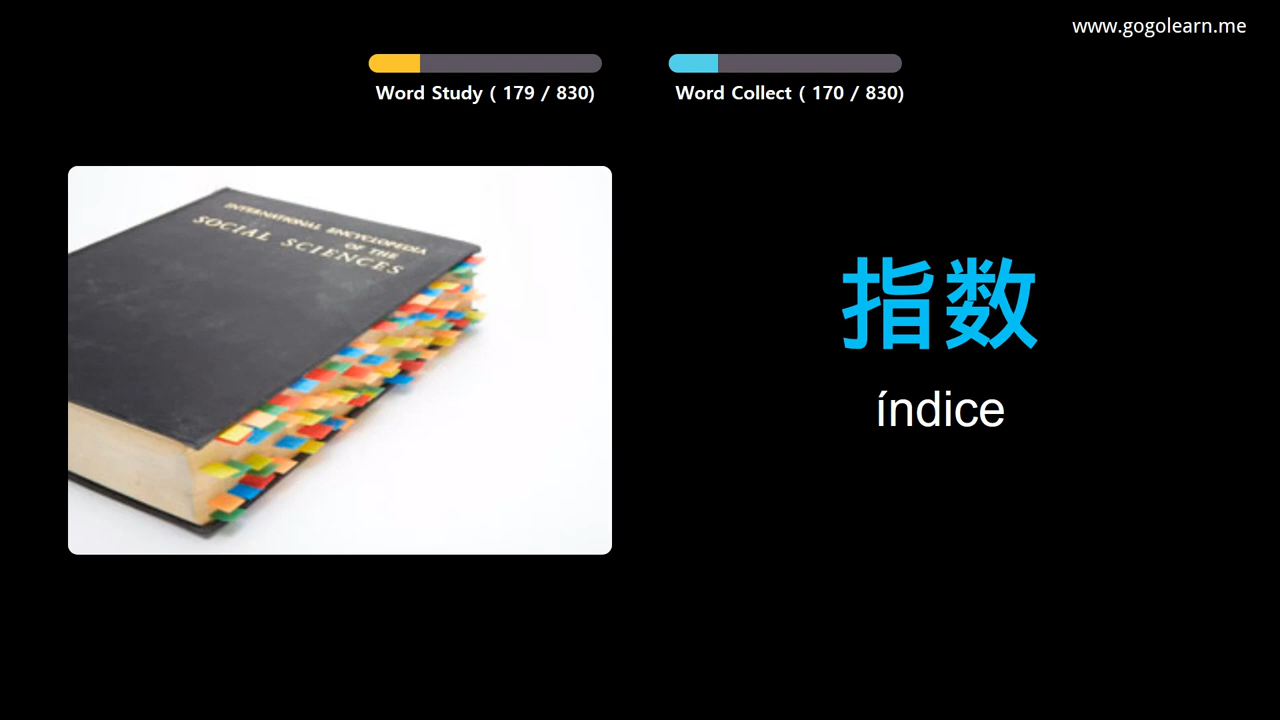 www.gogolearn.me
Word Study ( 179 / 830)
Word Collect ( 170 / 830)
INTERNATIONAL ENCYCLOPEDIA
OF THE
SOCIAL SCIENCES
指数
índice